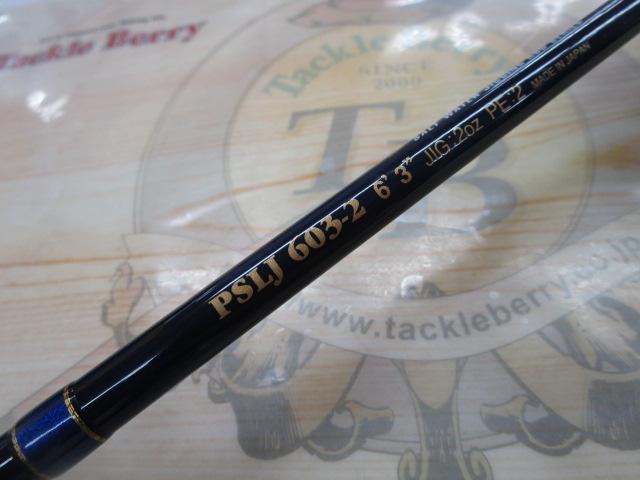 Tackle Berry
Tackle Berry
SINCE
2000
TB
www.tackleberry.co.jp
PSLJ 603-2 6' 3" JIG:2oz PE:2 MADE IN JAPAN